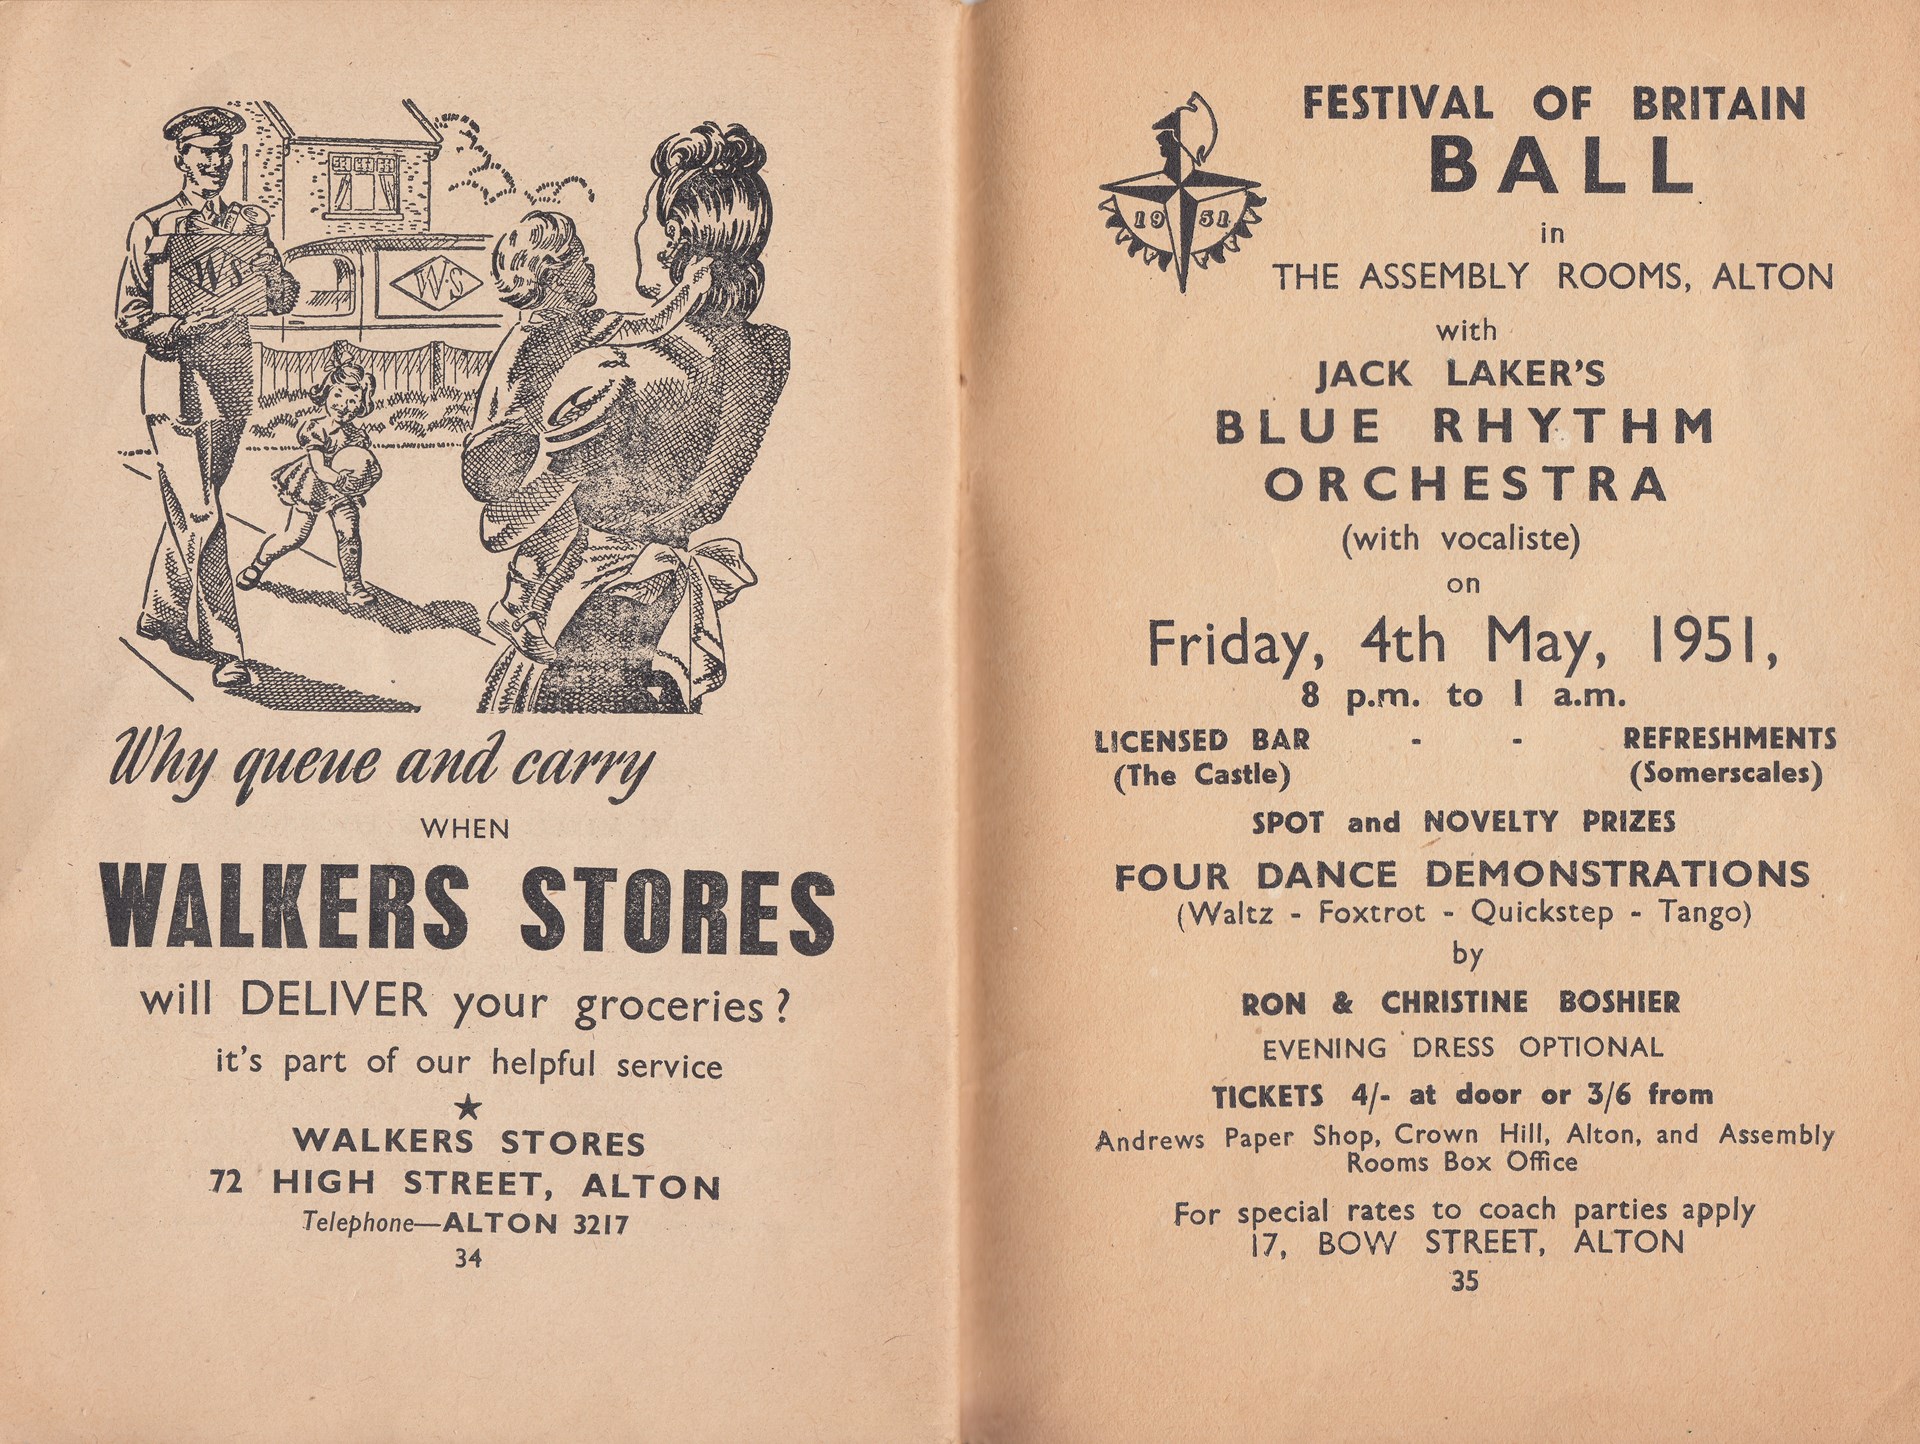 W·S
W·S
Why queue and carry
WHEN
WALKERS STORES
will DELIVER your groceries?
it's part of our helpful service
★
WALKERS STORES
72 HIGH STREET, ALTON
Telephone—ALTON 3217
34
1951
FESTIVAL OF BRITAIN
BALL
in
THE ASSEMBLY ROOMS, ALTON
with
JACK LAKER'S
BLUE RHYTHM
ORCHESTRA
(with vocaliste)
on
Friday, 4th May, 1951,
8 p.m. to 1 a.m.
LICENSED BAR - - REFRESHMENTS
(The Castle) (Somerscales)
SPOT and NOVELTY PRIZES
FOUR DANCE DEMONSTRATIONS
(Waltz - Foxtrot - Quickstep - Tango)
by
RON & CHRISTINE BOSHIER
EVENING DRESS OPTIONAL
TICKETS 4/- at door or 3/6 from
Andrews Paper Shop, Crown Hill, Alton, and Assembly
Rooms Box Office
For special rates to coach parties apply
17, BOW STREET, ALTON
35